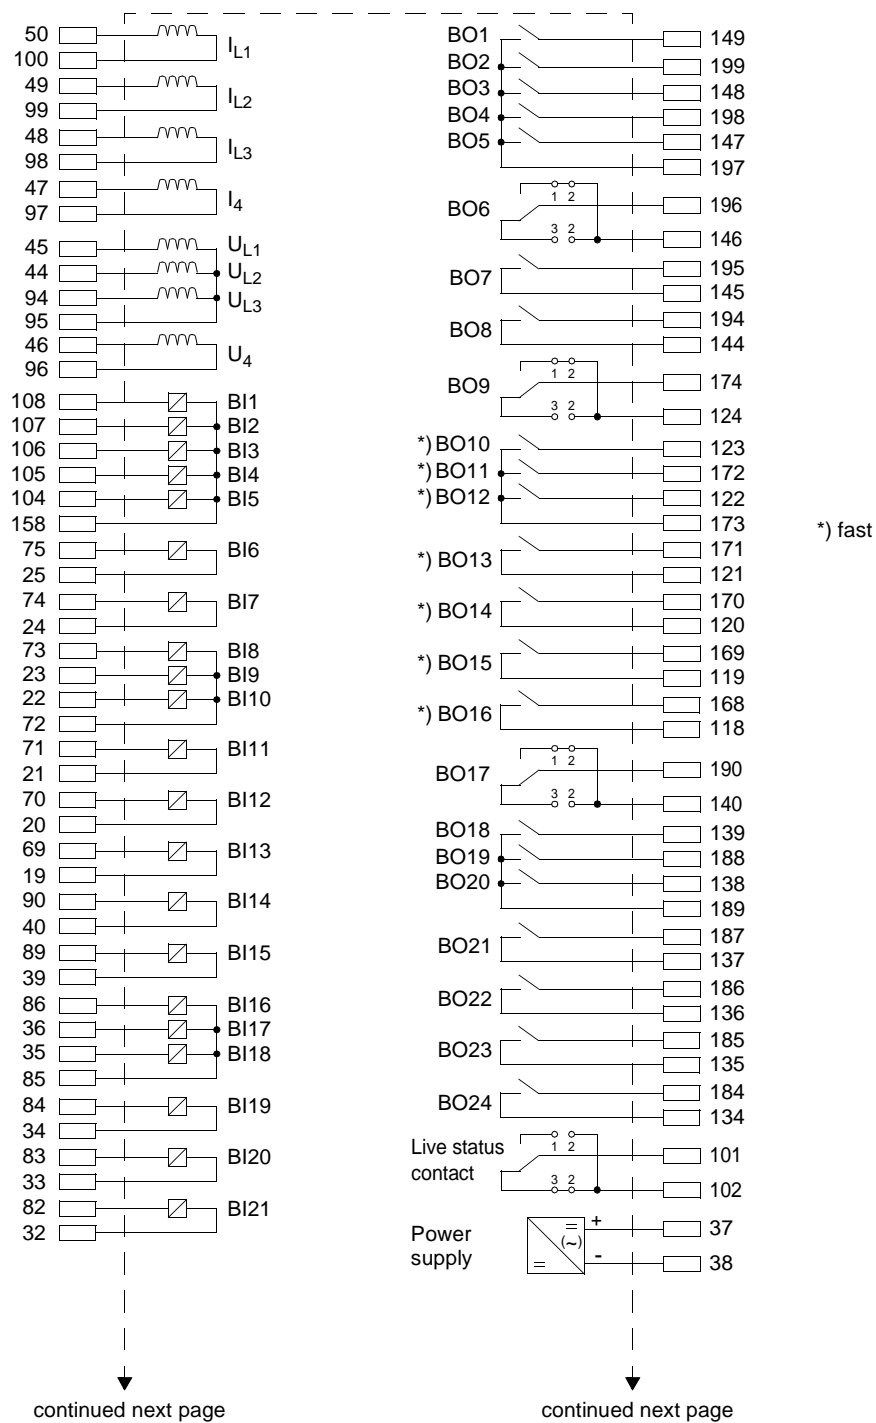 50
100
I_L1
49
99
I_L2
48
98
I_L3
47
97
I_4
45
U_L1
44
U_L2
94
U_L3
95
46
96
U_4
108 BI1
107 BI2
106 BI3
105 BI4
104 BI5
158
75 BI6
25
74 BI7
24
73 BI8
23 BI9
22 BI10
72
71 BI11
21
70 BI12
20
69 BI13
19
90 BI14
40
89 BI15
39
86 BI16
36 BI17
35 BI18
85
84 BI19
34
83 BI20
33
82 BI21
32
continued next page
BO1 149
BO2 199
BO3 148
BO4 198
BO5 147
197
1 2
BO6 196
3 2
146
BO7 195
145
BO8 194
144
1 2
BO9 174
3 2
124
*) BO10 123
*) BO11 172
*) BO12 122
173
*) fast
*) BO13 171
121
*) BO14 170
120
*) BO15 169
119
*) BO16 168
118
1 2
BO17 190
3 2
140
BO18 139
BO19 188
BO20 138
189
BO21 187
137
BO22 186
136
BO23 185
135
BO24 184
134
Live status
contact
1 2
101
3 2
102
Power
supply
= + 37
(~)
= - 38
continued next page